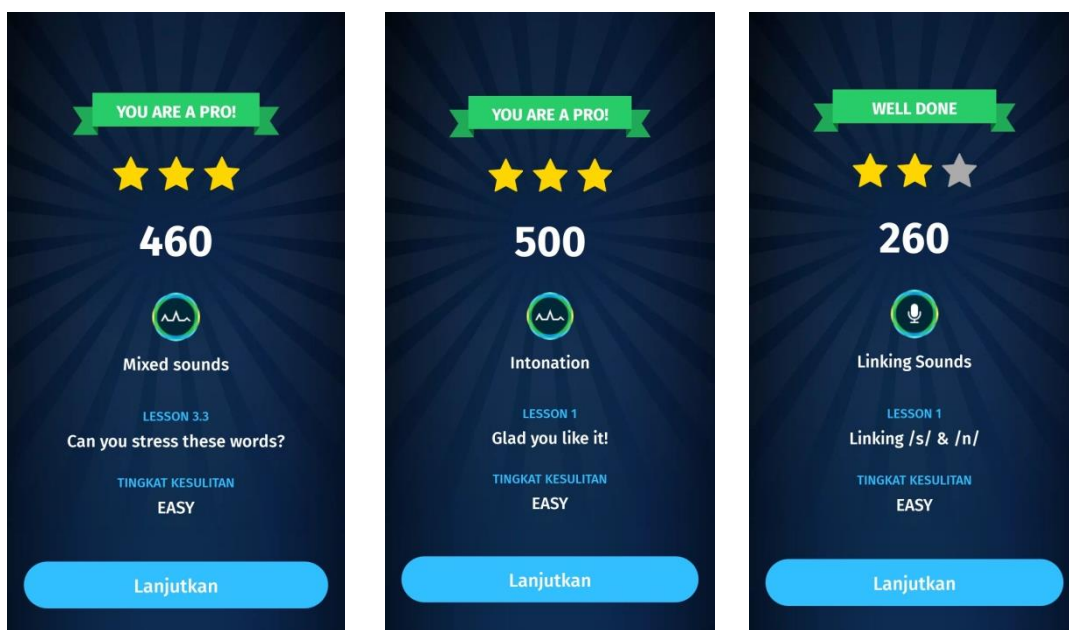 YOU ARE A PRO!
460
Mixed sounds
LESSON 3.3
Can you stress these words?
TINGKAT KESULITAN
EASY
Lanjutkan
YOU ARE A PRO!
500
Intonation
LESSON 1
Glad you like it!
TINGKAT KESULITAN
EASY
Lanjutkan
WELL DONE
260
Linking Sounds
LESSON 1
Linking /s/ & /n/
TINGKAT KESULITAN
EASY
Lanjutkan